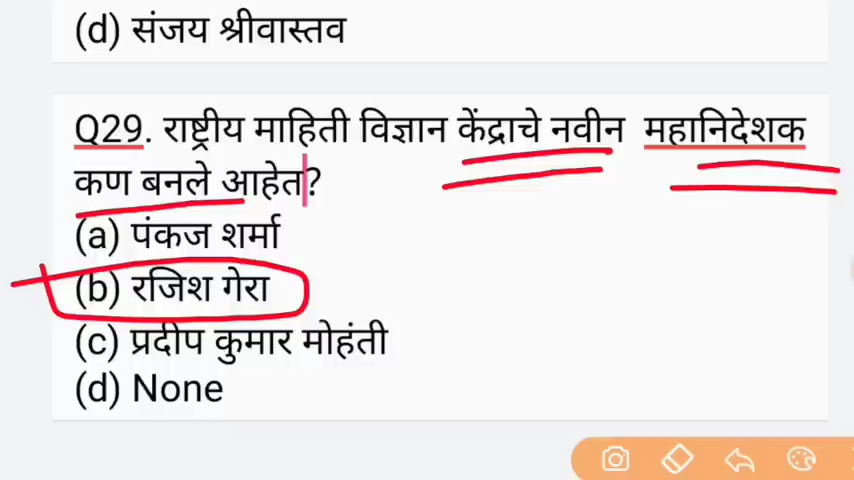 (d) संजय श्रीवास्तव
Q29. राष्ट्रीय माहिती विज्ञान केंद्राचे नवीन महानिदेशक
कण बनले आहेत?
(a) पंकज शर्मा
(b) रजिश गेरा
(c) प्रदीप कुमार मोहंती
(d) None